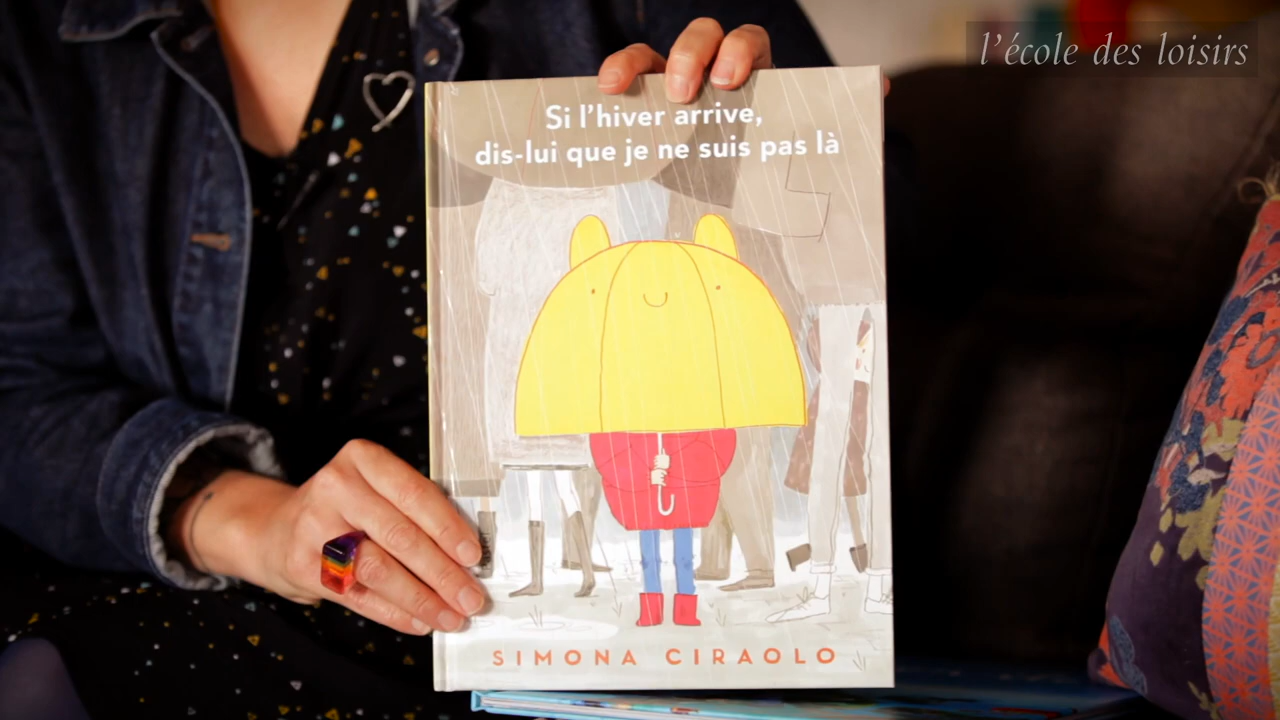 l'école des loisirs
Si l'hiver arrive,
dis-lui que je ne suis pas là
SIMONA CIRAOLO